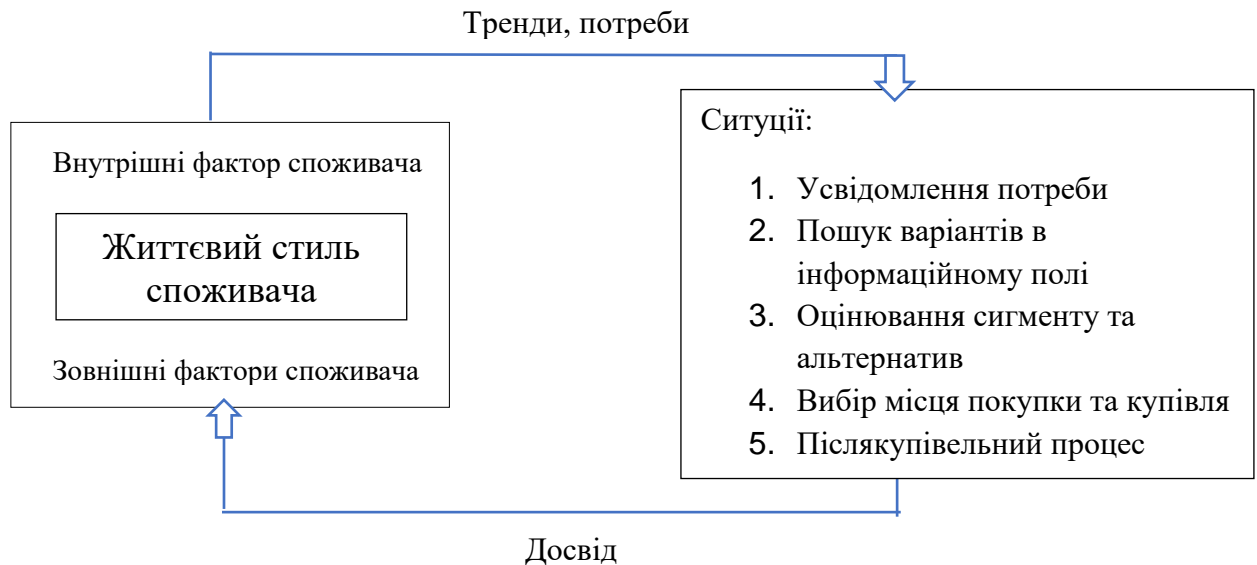 Тренди, потреби
Внутрішні фактор споживача
Життєвий стиль
споживача
Зовнішні фактори споживача
Ситуції:
1. Усвідомлення потреби
2. Пошук варіантів в
інформаційному полі
3. Оцінювання сигменту та
альтернатив
4. Вибір місця покупки та купівля
5. Післякупівельний процес
Досвід